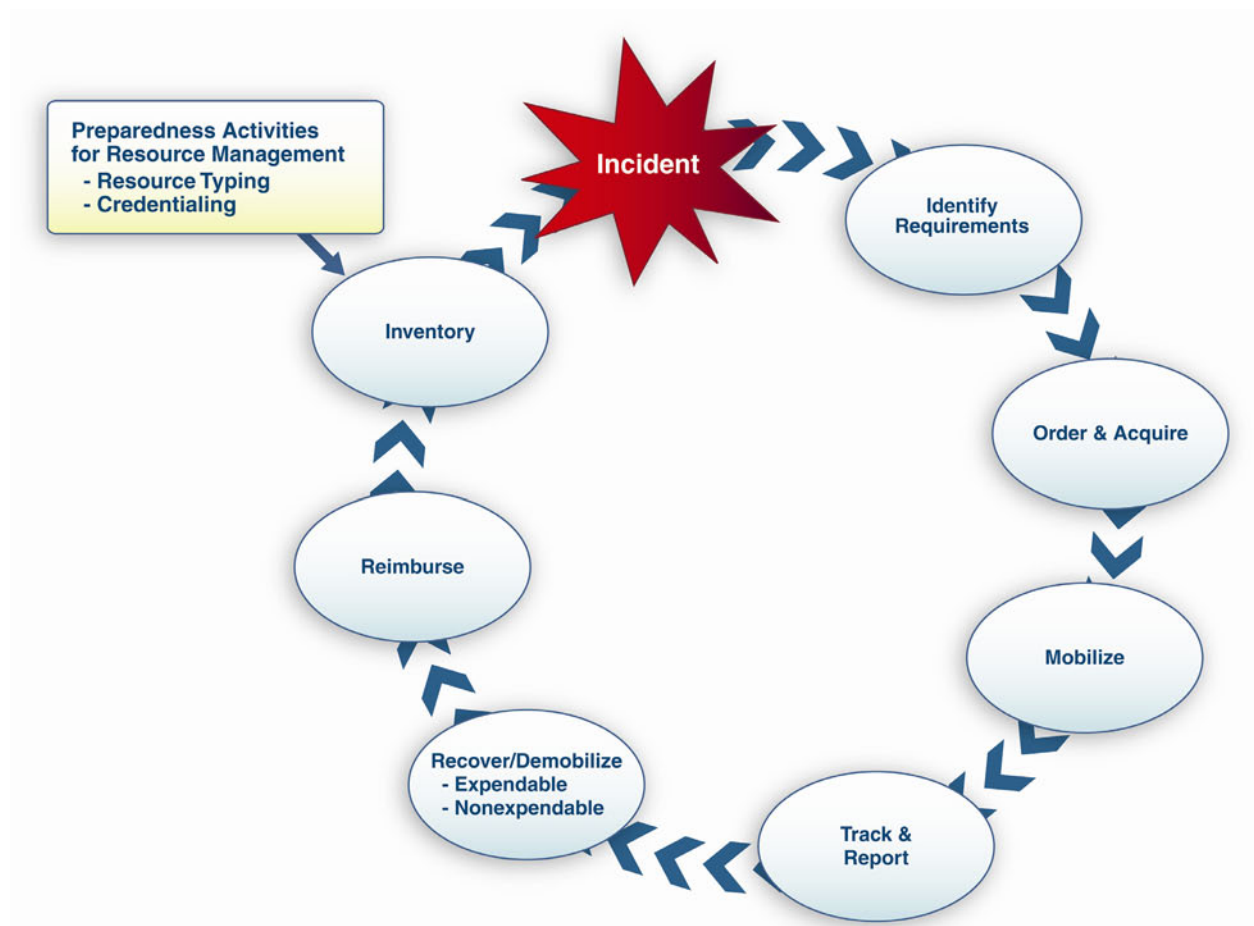 Preparedness Activities
for Resource Management
- Resource Typing
- Credentialing
Incident
Identify
Requirements
Order & Acquire
Mobilize
Track &
Report
Recover/Demobilize
- Expendable
- Nonexpendable
Reimburse
Inventory